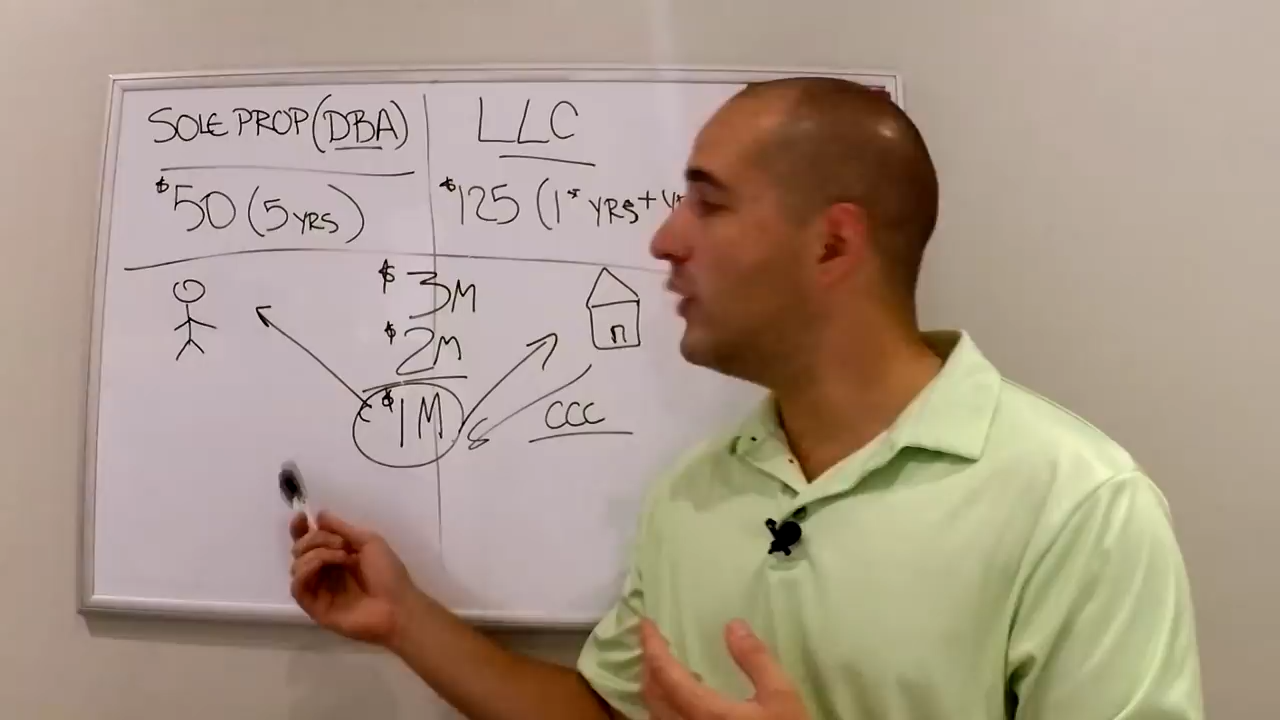 SOLE PROP (DBA)
LLC
$50 (5 YRS)
$125 (1st YRS +
$3M
$2M
$1M
CCC